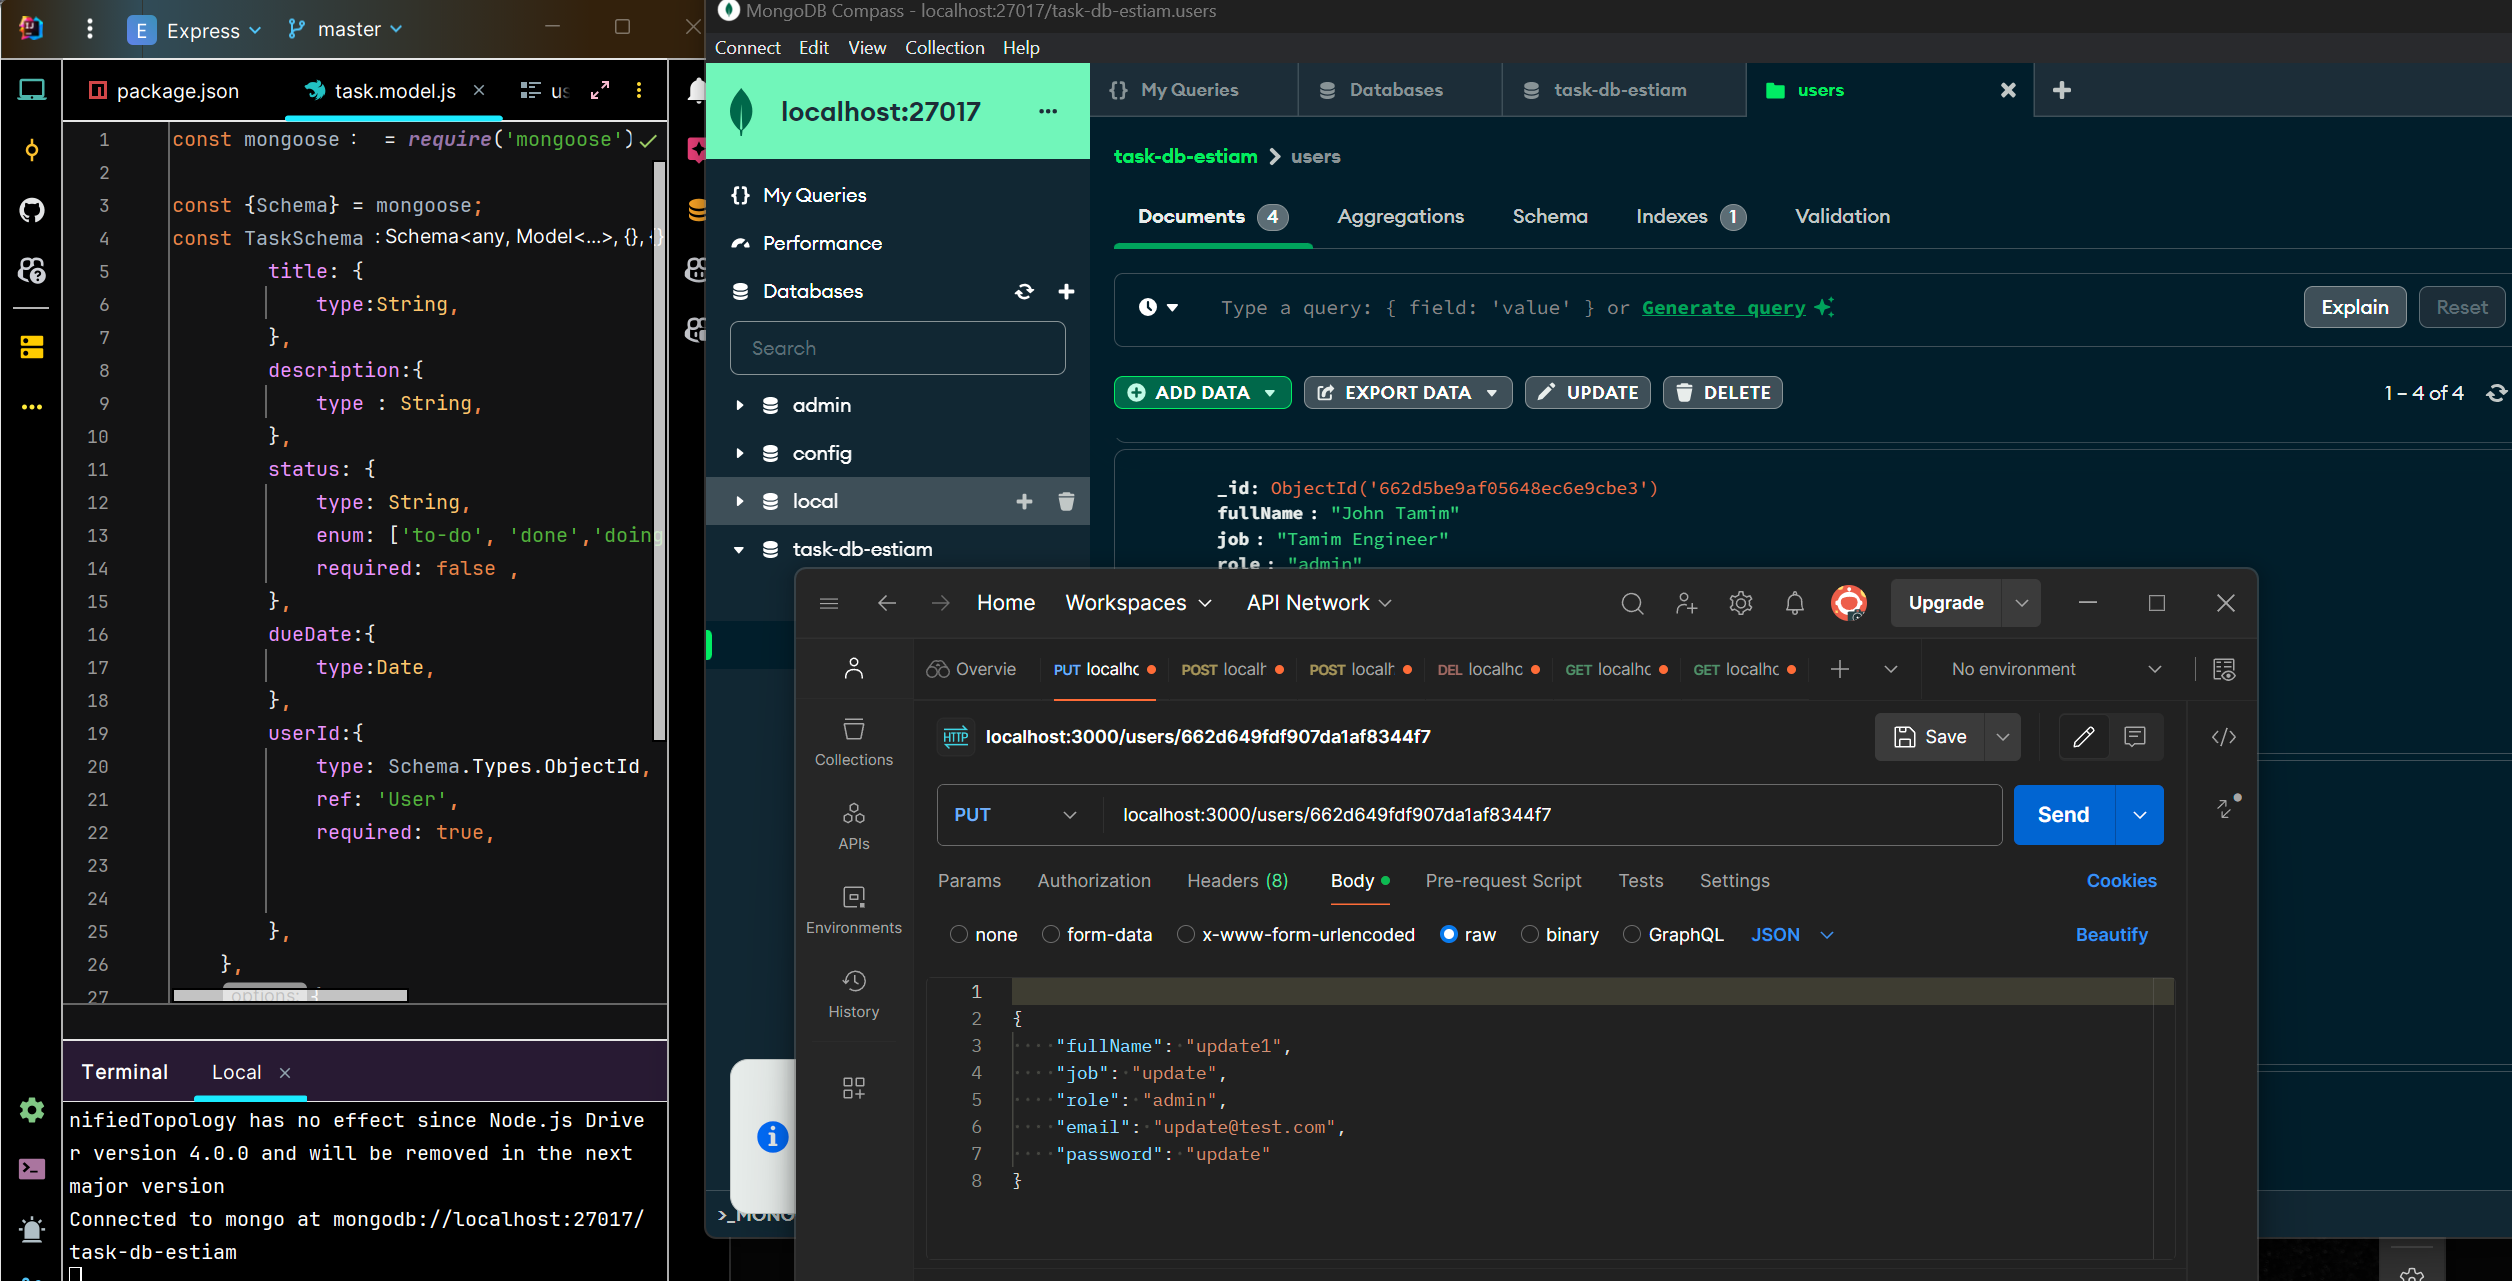 E Express master
package.json task.model.js us
1 const mongoose : = require('mongoose')
2
3 const {Schema} = mongoose;
4 const TaskSchema : Schema<any, Model<...>, {}, {}
5 title: {
6 type:String,
7 },
8 description:{
9 type : String,
10 },
11 status: {
12 type: String,
13 enum: ['to-do', 'done','doing
14 required: false ,
15 },
16 dueDate:{
17 type:Date,
18 },
19 userId:{
20 type: Schema.Types.ObjectId,
21 ref: 'User',
22 required: true,
23
24
25 },
26 },
27 options: {
Terminal Local
nifiedTopology has no effect since Node.js Drive
r version 4.0.0 and will be removed in the next
major version
Connected to mongo at mongodb://localhost:27017/
task-db-estiam
MongoDB Compass - localhost:27017/task-db-estiam.users
Connect Edit View Collection Help
localhost:27017 ...
My Queries
Performance
Databases
Search
admin
config
local
task-db-estiam
>_MONG
My Queries Databases task-db-estiam users
task-db-estiam > users
Documents 4 Aggregations Schema Indexes 1 Validation
Type a query: { field: 'value' } or Generate query
Explain Reset
ADD DATA EXPORT DATA UPDATE DELETE
1 – 4 of 4
_id: ObjectId('662d5be9af05648ec6e9cbe3')
fullName : "John Tamim"
job : "Tamim Engineer"
role : "admin"
Home Workspaces API Network Upgrade
Overvie PUT localhc POST localh POST localh DEL localhc GET localhc GET localhc No environment
Collections
APIs
Environments
History
HTTP localhost:3000/users/662d649fdf907da1af8344f7 Save
PUT localhost:3000/users/662d649fdf907da1af8344f7 Send
Params Authorization Headers (8) Body Pre-request Script Tests Settings Cookies
none form-data x-www-form-urlencoded raw binary GraphQL JSON Beautify
1
2 {
3 "fullName": "update1",
4 "job": "update",
5 "role": "admin",
6 "email": "update@test.com",
7 "password": "update"
8 }